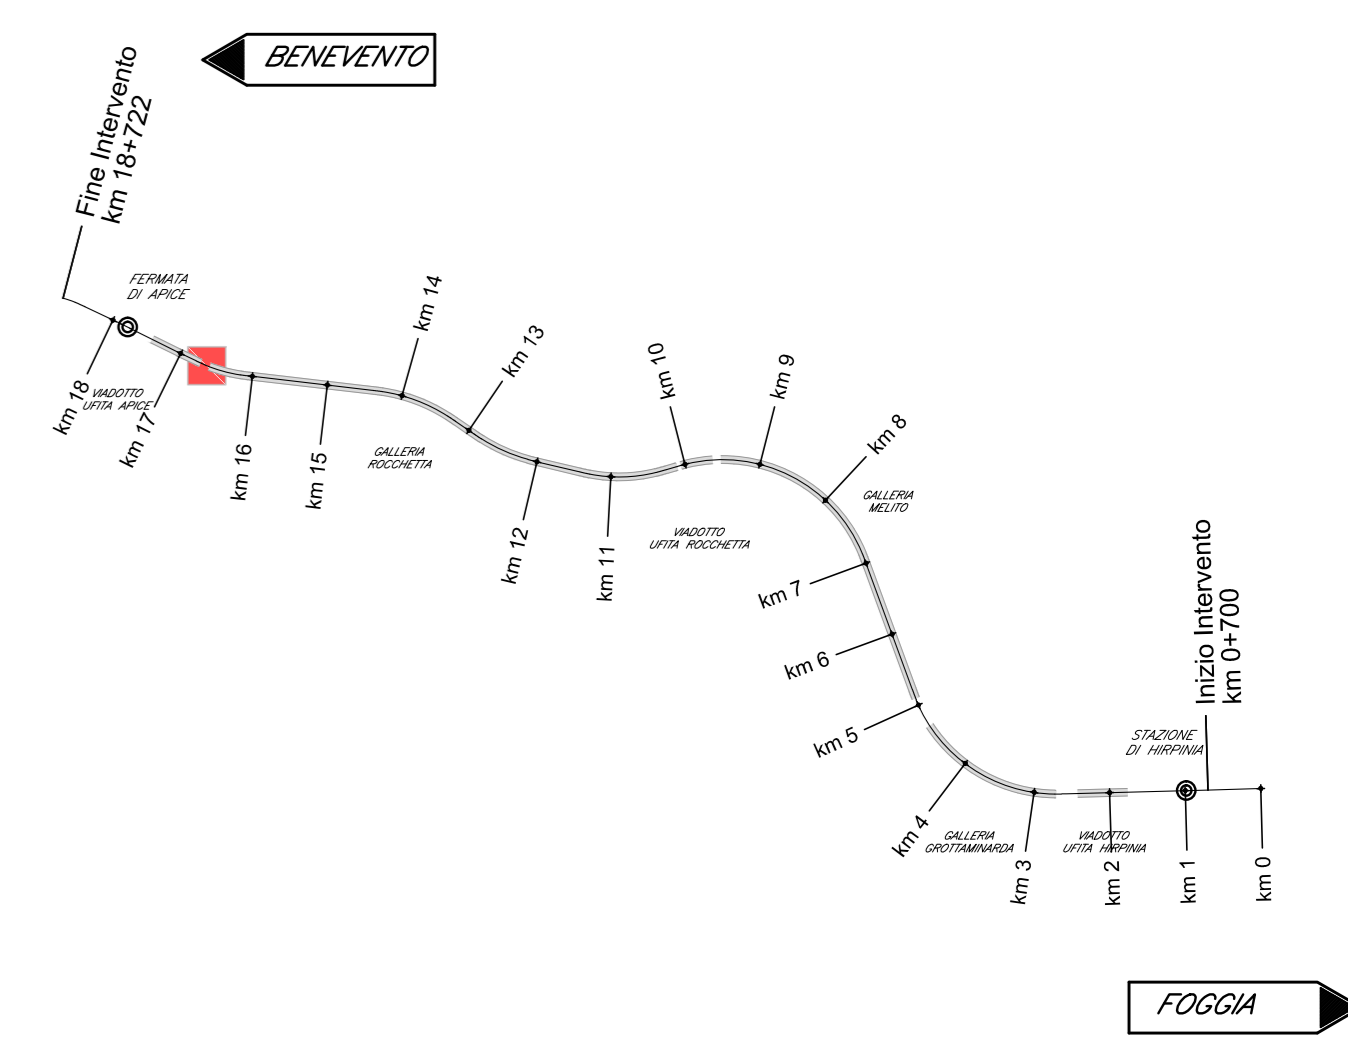 BENEVENTO
Fine Intervento
km 18+722
FERMATA
DI APICE
km 18
VIADOTTO
UFITA APICE
km 17
km 16
km 15
km 14
GALLERIA
ROCCHETTA
km 13
km 12
km 11
km 10
VIADOTTO
UFITA ROCCHETTA
km 9
km 8
GALLERIA
MELITO
km 7
km 6
km 5
km 4
GALLERIA
GROTTAMINARDA
km 3
VIADOTTO
UFITA HIRPINIA
km 2
STAZIONE
DI HIRPINIA
km 1
Inizio Intervento
km 0+700
km 0
FOGGIA